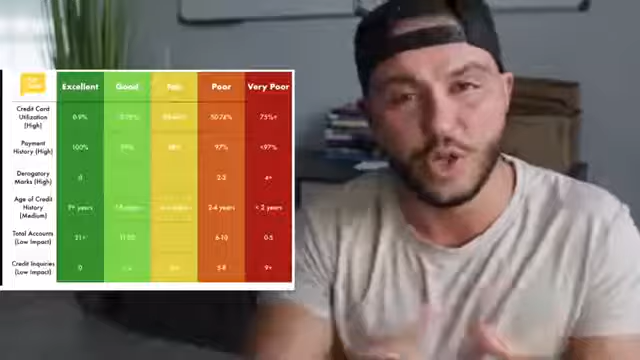 Excellent Good Fair Poor Very Poor
Credit Card
Utilization
(High)
0-9% 50-74% 75%+
Payment
History (High)
100% 97% <97%
Derogatory
Marks (High)
0 2-3 4+
Age of Credit
History
(Medium)
9+ years 2-4 years < 2 years
Total Accounts
(Low Impact)
21+ 11-20 6-10 0-5
Credit Inquiries
(Low Impact)
0 5-8 9+